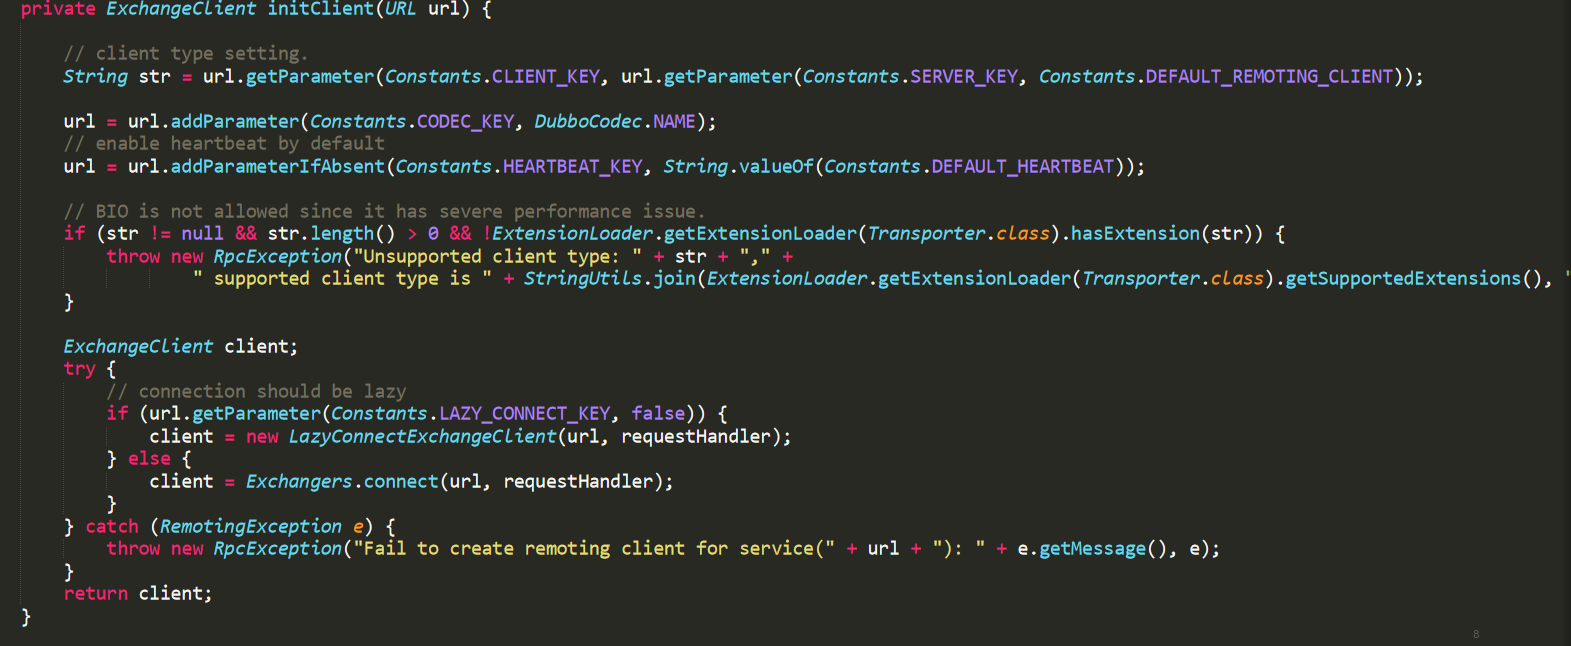 private ExchangeClient initClient(URL url) {
// client type setting.
String str = url.getParameter(Constants.CLIENT_KEY, url.getParameter(Constants.SERVER_KEY, Constants.DEFAULT_REMOTING_CLIENT));
url = url.addParameter(Constants.CODEC_KEY, DubboCodec.NAME);
// enable heartbeat by default
url = url.addParameterIfAbsent(Constants.HEARTBEAT_KEY, String.valueOf(Constants.DEFAULT_HEARTBEAT));
// BIO is not allowed since it has severe performance issue.
if (str != null && str.length() > 0 && !ExtensionLoader.getExtensionLoader(Transporter.class).hasExtension(str)) {
throw new RpcException("Unsupported client type: " + str + "," +
" supported client type is " + StringUtils.join(ExtensionLoader.getExtensionLoader(Transporter.class).getSupportedExtensions(), "
}
ExchangeClient client;
try {
// connection should be lazy
if (url.getParameter(Constants.LAZY_CONNECT_KEY, false)) {
client = new LazyConnectExchangeClient(url, requestHandler);
} else {
client = Exchangers.connect(url, requestHandler);
}
} catch (RemotingException e) {
throw new RpcException("Fail to create remoting client for service(" + url + "): " + e.getMessage(), e);
}
return client;
}
8